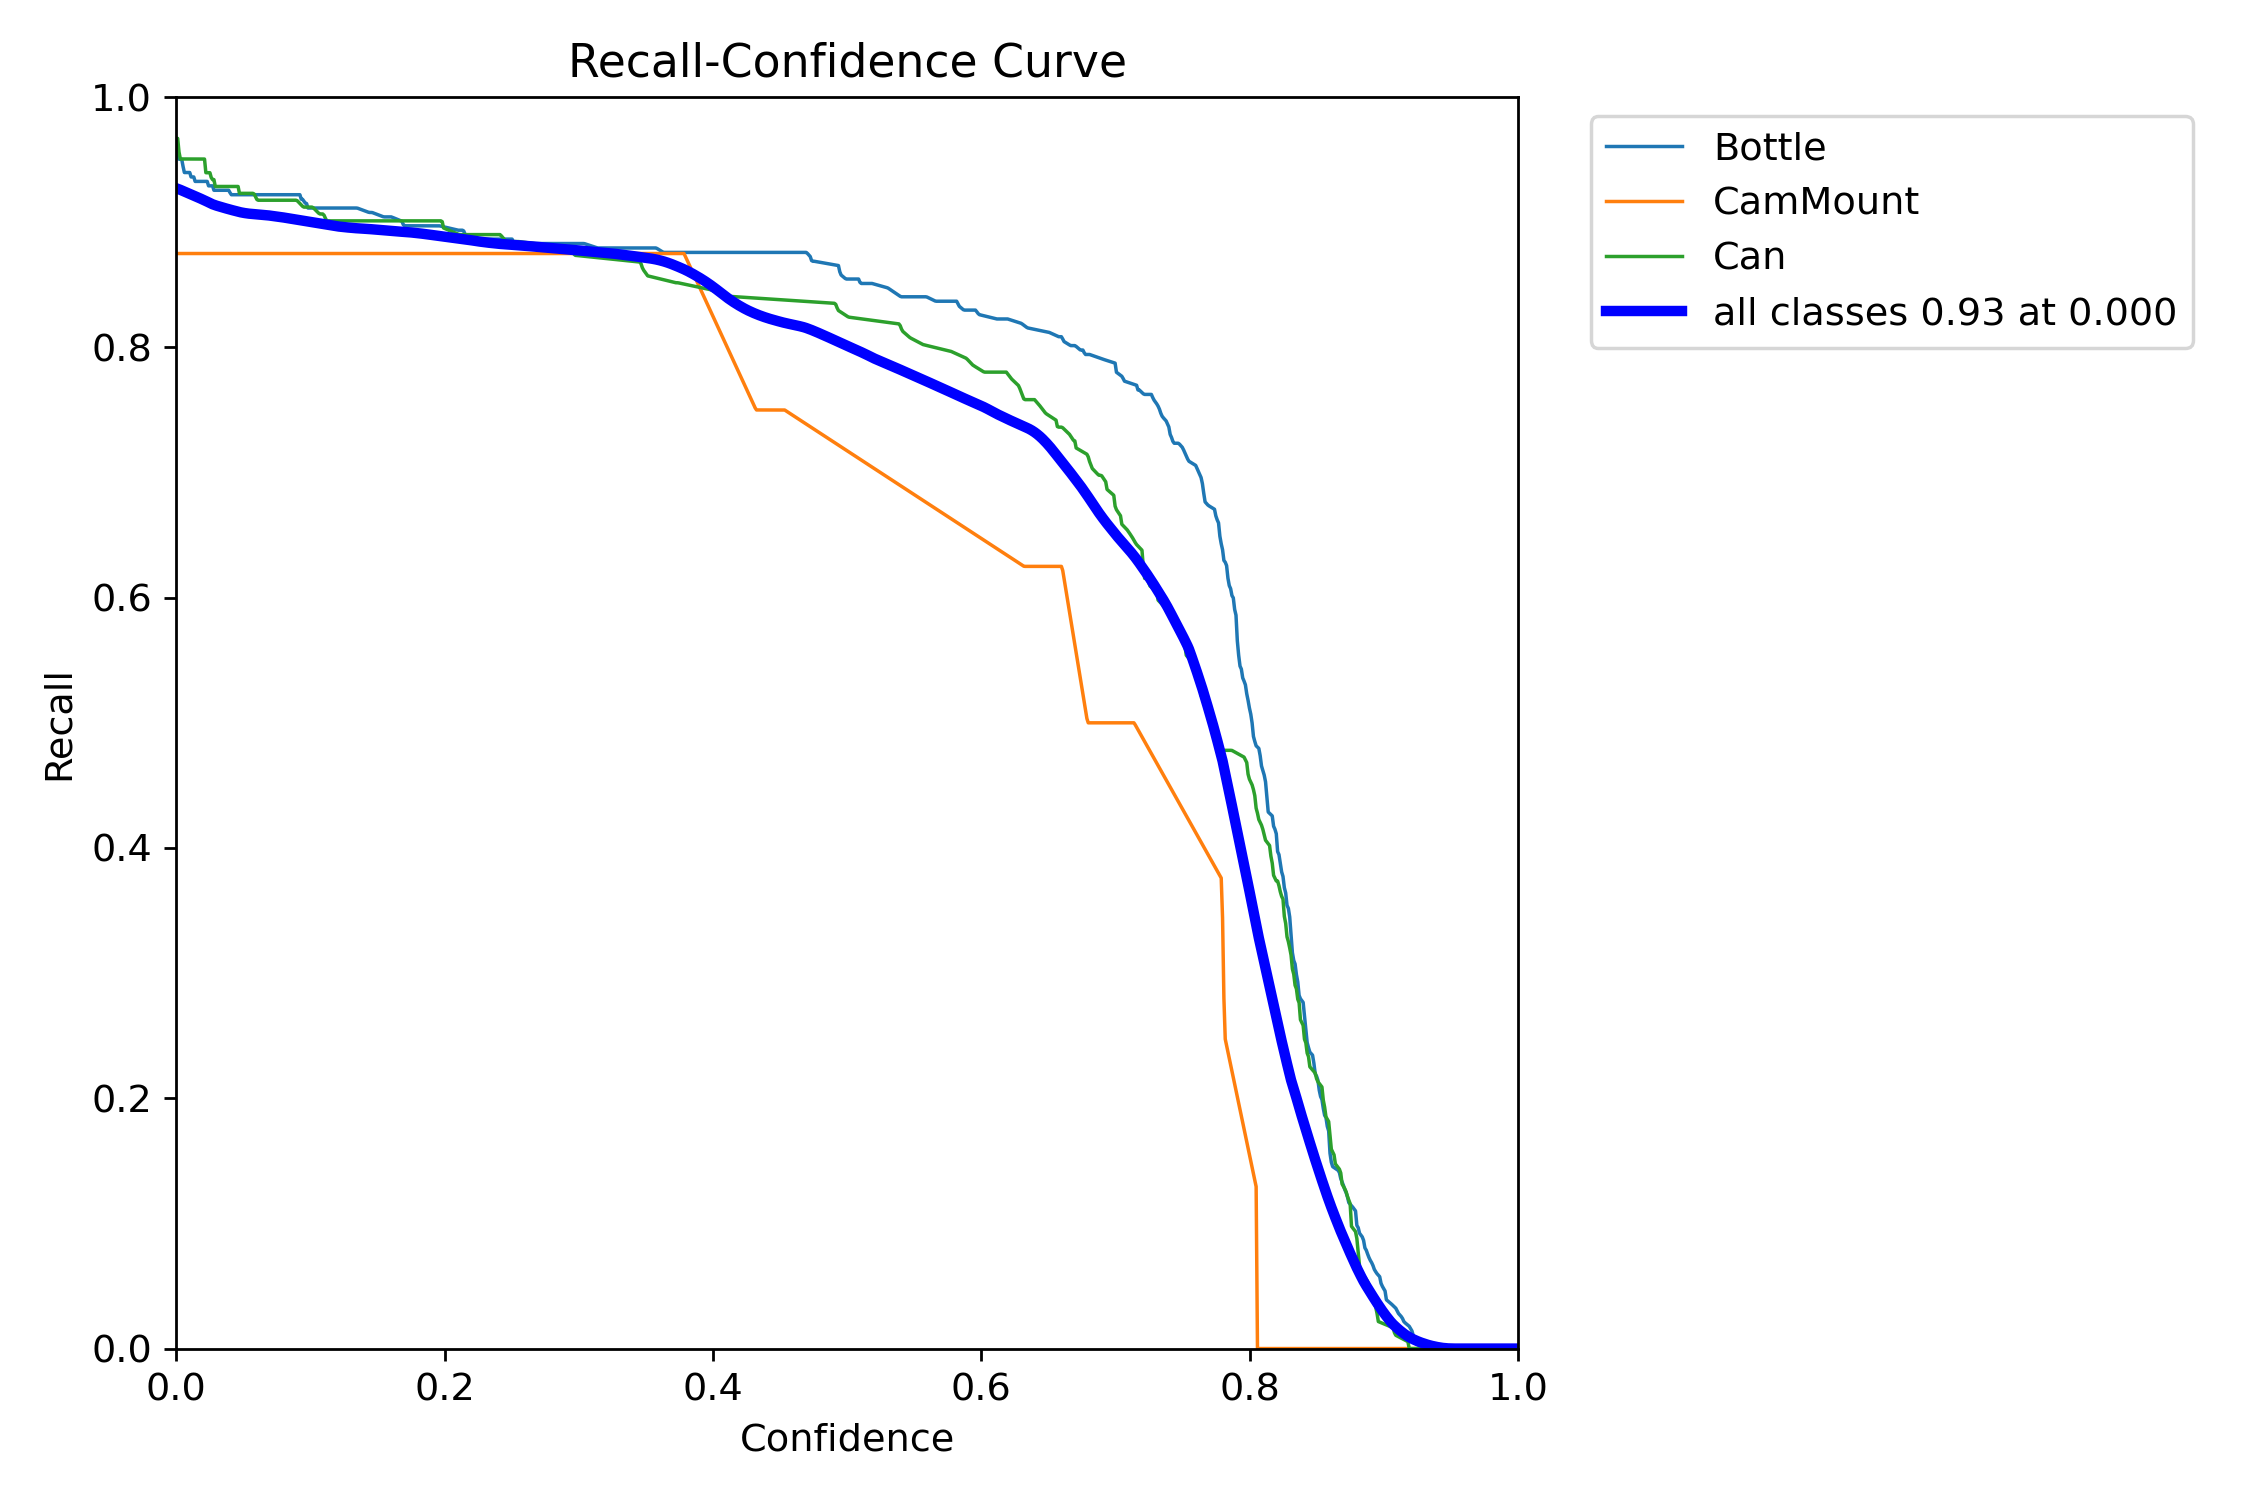 Recall-Confidence Curve
1.0
0.8
0.6
0.4
0.2
0.0
Recall
0.0 0.2 0.4 0.6 0.8 1.0
Confidence
Bottle
CamMount
Can
all classes 0.93 at 0.000